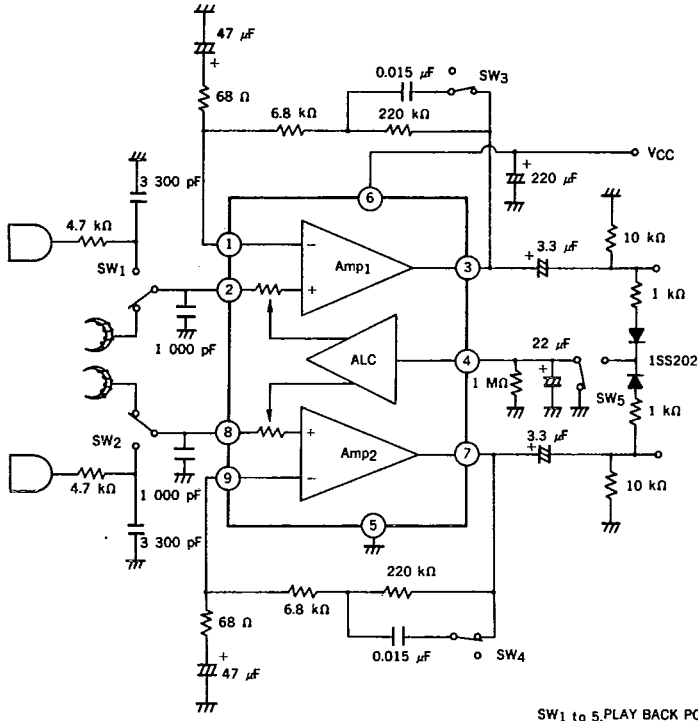 47 μF
+
68 Ω
0.015 μF
SW3
6.8 kΩ
220 kΩ
VCC
+
220 μF
3 300 pF
4.7 kΩ
SW1
6
1
2
Amp1
−
+
3
3.3 μF
+
10 kΩ
1 kΩ
1 000 pF
ALC
4
22 μF
+
1 MΩ
SW5
1SS202
1 kΩ
SW2
8
9
+
−
Amp2
7
3.3 μF
+
10 kΩ
4.7 kΩ
1 000 pF
3 300 pF
5
220 kΩ
6.8 kΩ
68 Ω
0.015 μF
SW4
+
47 μF
SW1 to 5.PLAY BACK PO